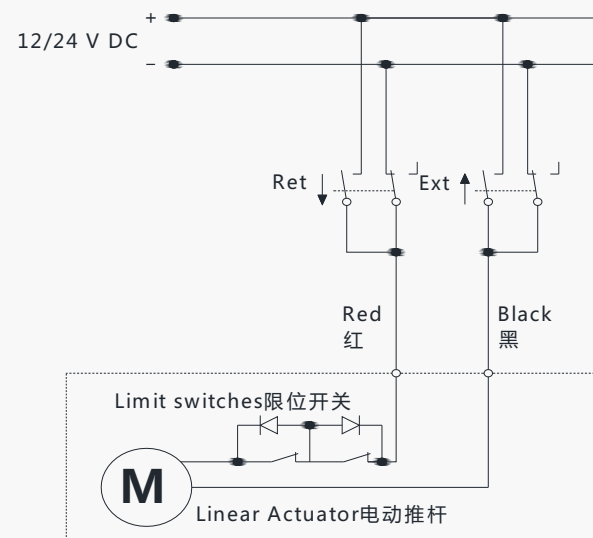 +
12/24 V DC
−
Ret
Ext
Red
红
Black
黑
Limit switches限位开关
M
Linear Actuator电动推杆